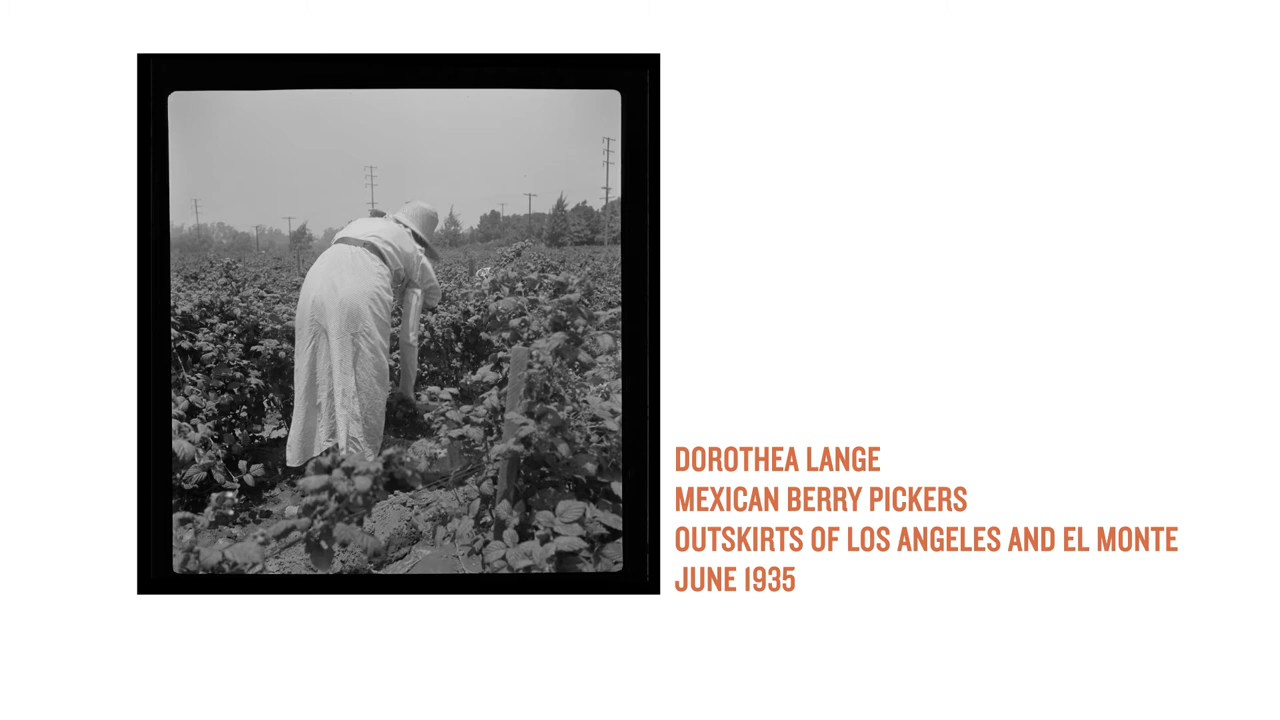 DOROTHEA LANGE
MEXICAN BERRY PICKERS
OUTSKIRTS OF LOS ANGELES AND EL MONTE
JUNE 1935